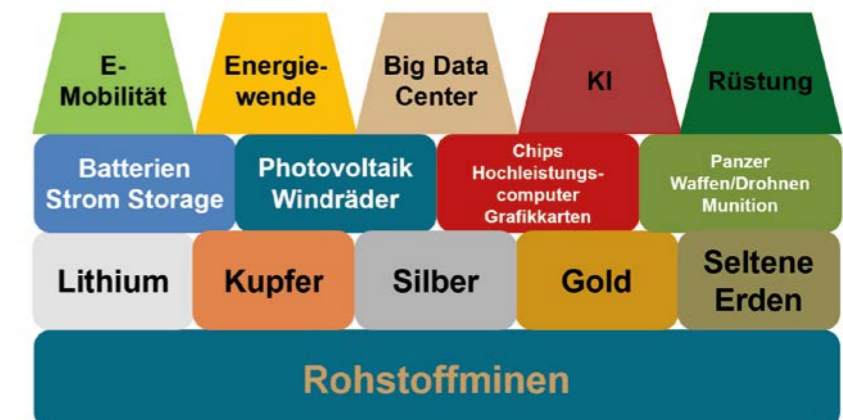 E-
Mobilität
Energie-
wende
Big Data
Center
KI
Rüstung
Batterien
Strom Storage
Photovoltaik
Windräder
Chips
Hochleistungs-
computer
Grafikkarten
Panzer
Waffen/Drohnen
Munition
Lithium
Kupfer
Silber
Gold
Seltene
Erden
Rohstoffminen